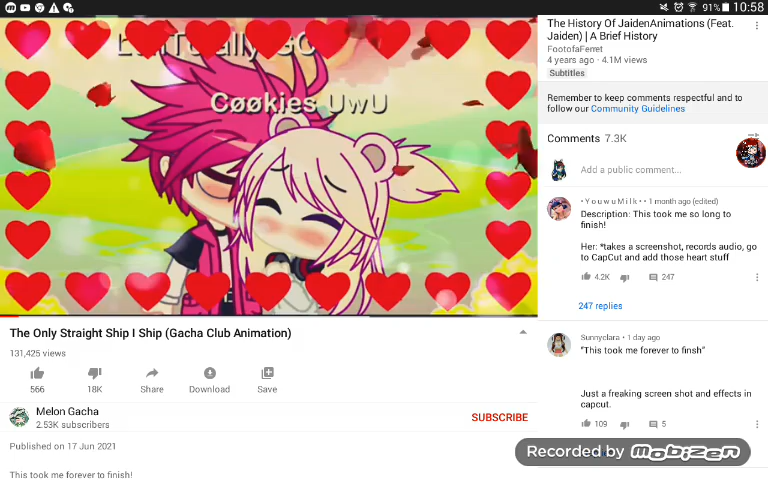 91% 10:58
LiTTerally GO
Cøøkies UwU
The Only Straight Ship I Ship (Gacha Club Animation)
131,425 views
566
18K
Share
Download
Save
Melon Gacha
2.53K subscribers
SUBSCRIBE
Published on 17 Jun 2021
This took me forever to finish!
The History Of JaidenAnimations (Feat.
Jaiden) | A Brief History
FootofaFerret
4 years ago · 4.1M views
Subtitles
Remember to keep comments respectful and to
follow our Community Guidelines
Comments 7.3K
Add a public comment...
• Y o u w u M i l k • • 1 month ago (edited)
Description: This took me so long to
finish!
Her: *takes a screenshot, records audio, go
to CapCut and add those heart stuff
4.2K 247
247 replies
Sunnyclara • 1 day ago
"This took me forever to finsh"
Just a freaking screen shot and effects in
capcut.
109 5
Recorded by mobizen